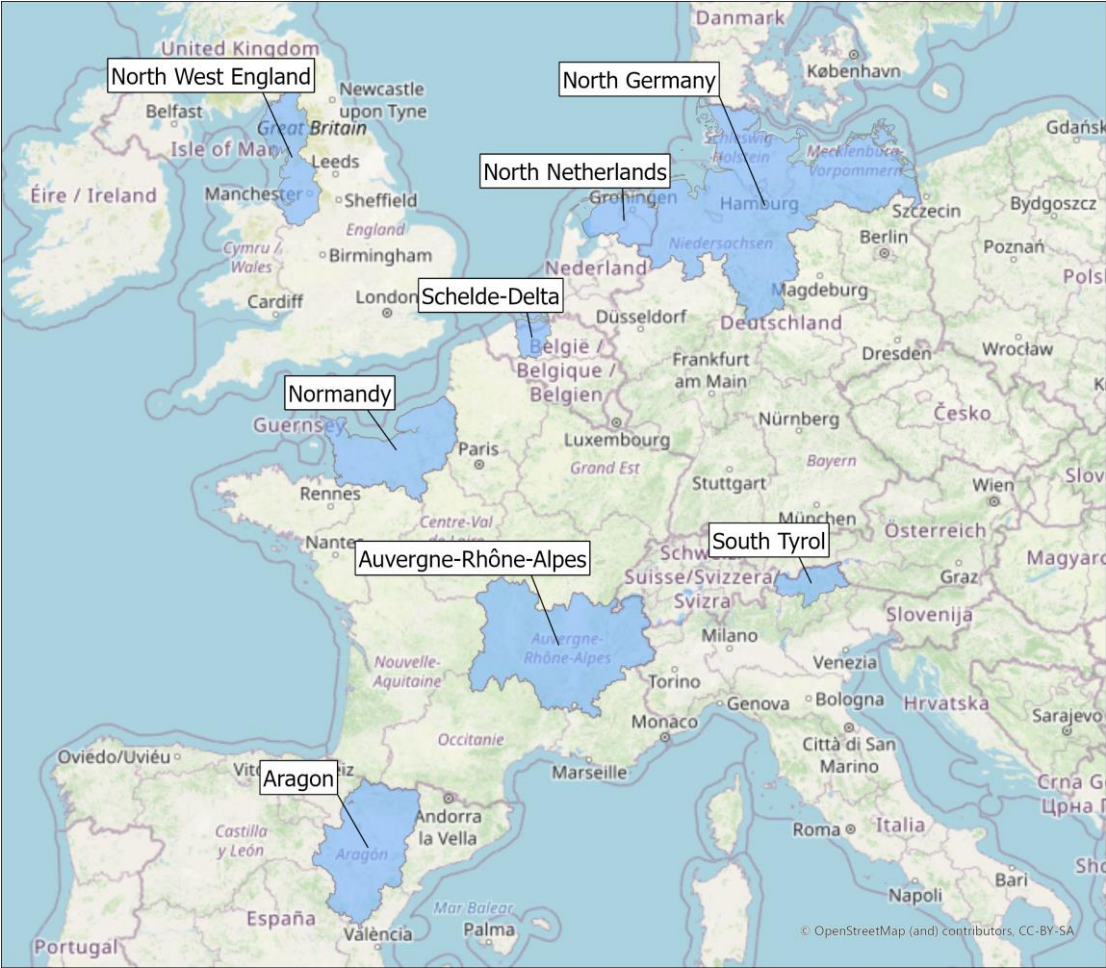 Danmark
United Kingdom
North West England
North Germany
København
Newcastle
upon Tyne
Belfast
Great Britain
Gdańsk
Isle of Man
Leeds
Schleswig-
Holstein
Mecklenburg-
Vorpommern
North Netherlands
Éire / Ireland
Manchester
Sheffield
Groningen
Hamburg
Szczecin
Bydgoszcz
England
Cymru /
Wales
Birmingham
Niedersachsen
Berlin
Poznań
Nederland
Polsk
Cardiff
London
Schelde-Delta
Magdeburg
Düsseldorf
Deutschland
België /
Belgique /
Belgien
Frankfurt
am Main
Dresden
Wrocław
Normandy
Guernsey
Nürnberg
Česko
Luxembourg
Paris
Grand Est
Bayern
Stuttgart
Slov
Rennes
Wien
München
Centre-Val
de Loire
Österreich
Nantes
Auvergne-Rhône-Alpes
South Tyrol
Schweiz/
Suisse/Svizzera/
Svizra
Magyaro
Graz
Slovenija
Auvergne-
Rhône-Alpes
Milano
Nouvelle-
Aquitaine
Venezia
Torino
Genova
Bologna
Hrvatska
Monaco
Sarajevo
Occitanie
Oviedo/Uviéu
Città di San
Marino
Marseille
Aragon
Crna G
Црна Г
Andorra
la Vella
Castilla
y León
Aragón
Roma
Italia
Shq
Bari
Napoli
España
Mar Balear
Palma
València
Portugal
© OpenStreetMap (and) contributors, CC-BY-SA